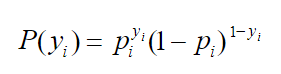 P(y_i) = p_i^{y_i}(1 − p_i)^{1−y_i}